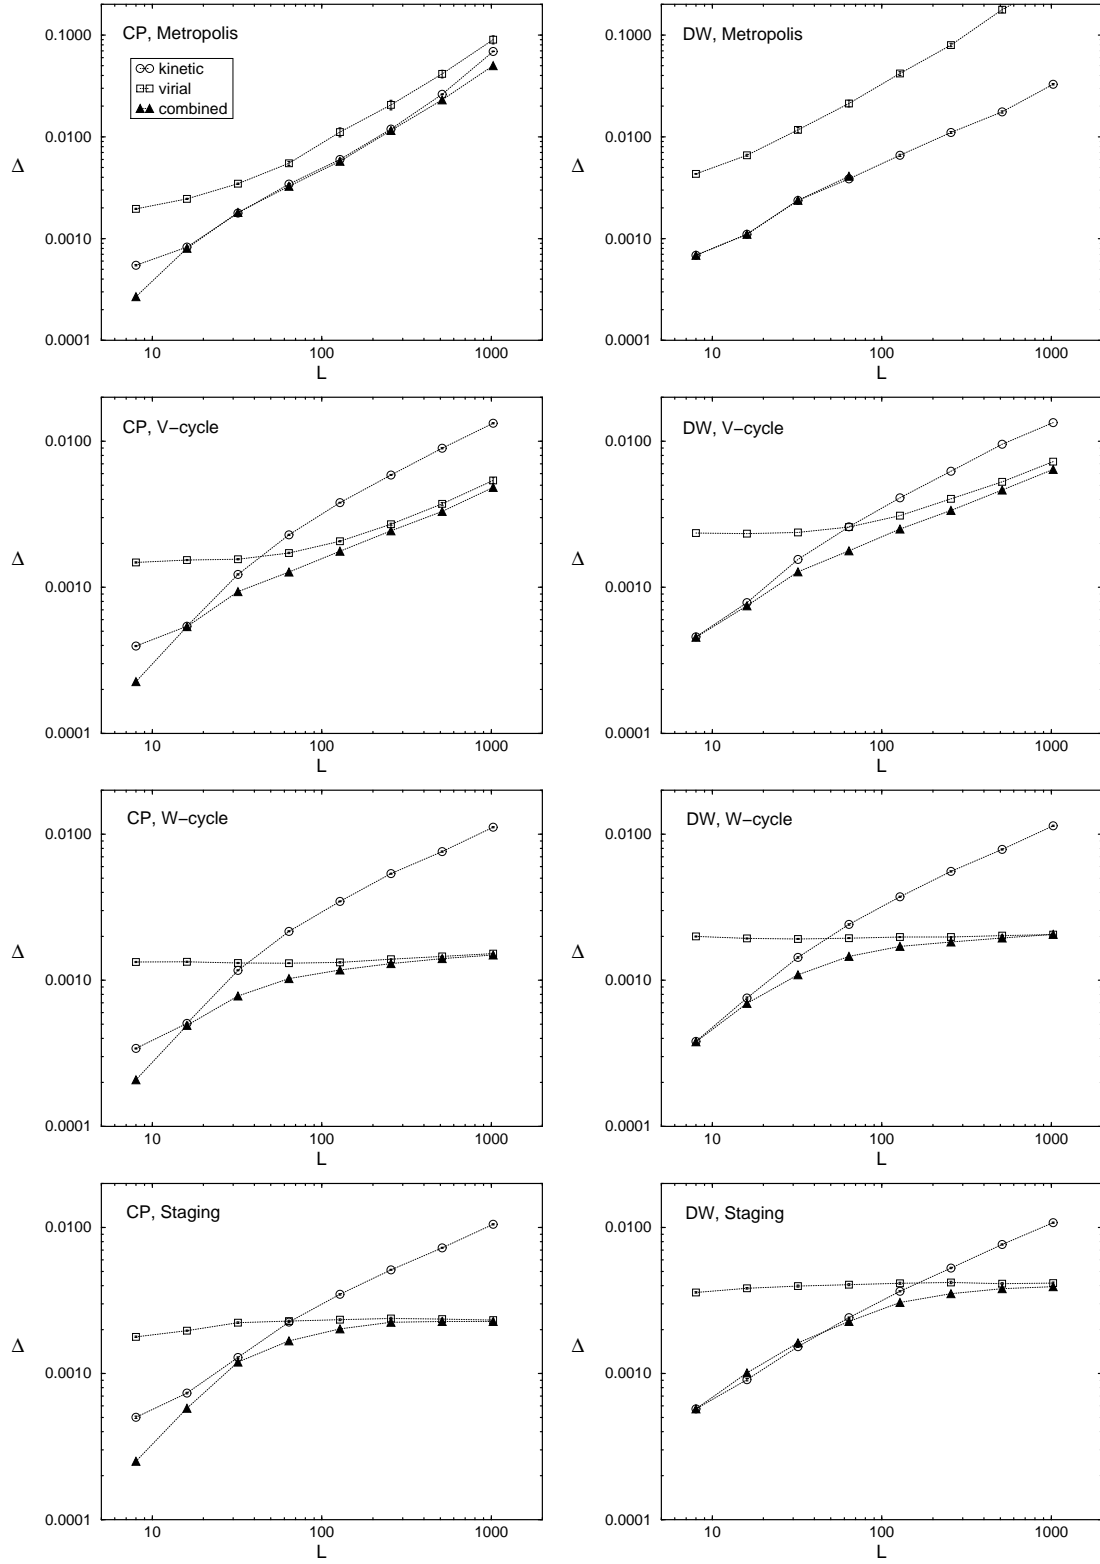 CP, Metropolis
kinetic
virial
combined
0.1000
0.0100
0.0010
0.0001
Δ
10
100
1000
L
DW, Metropolis
0.1000
0.0100
0.0010
0.0001
Δ
10
100
1000
L
CP, V−cycle
0.0100
0.0010
0.0001
Δ
10
100
1000
L
DW, V−cycle
0.0100
0.0010
0.0001
Δ
10
100
1000
L
CP, W−cycle
0.0100
0.0010
0.0001
Δ
10
100
1000
L
DW, W−cycle
0.0100
0.0010
0.0001
Δ
10
100
1000
L
CP, Staging
0.0100
0.0010
0.0001
Δ
10
100
1000
L
DW, Staging
0.0100
0.0010
0.0001
Δ
10
100
1000
L